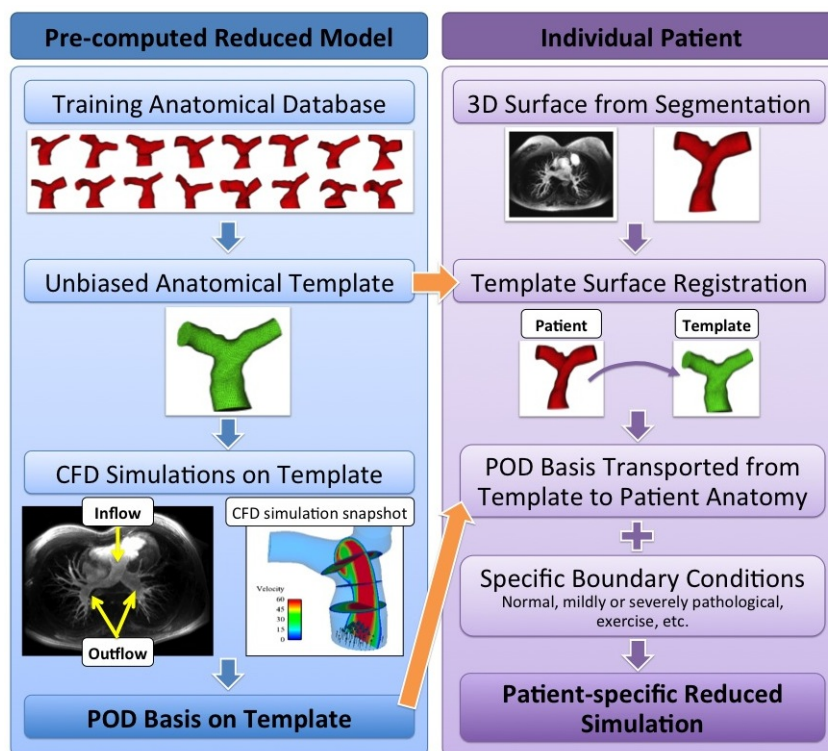 Pre-computed Reduced Model
Training Anatomical Database
Unbiased Anatomical Template
CFD Simulations on Template
Inflow
Outflow
CFD simulation snapshot
Velocity
60
45
30
15
0
POD Basis on Template
Individual Patient
3D Surface from Segmentation
Template Surface Registration
Patient
Template
POD Basis Transported from
Template to Patient Anatomy
Specific Boundary Conditions
Normal, mildly or severely pathological,
exercise, etc.
Patient-specific Reduced
Simulation